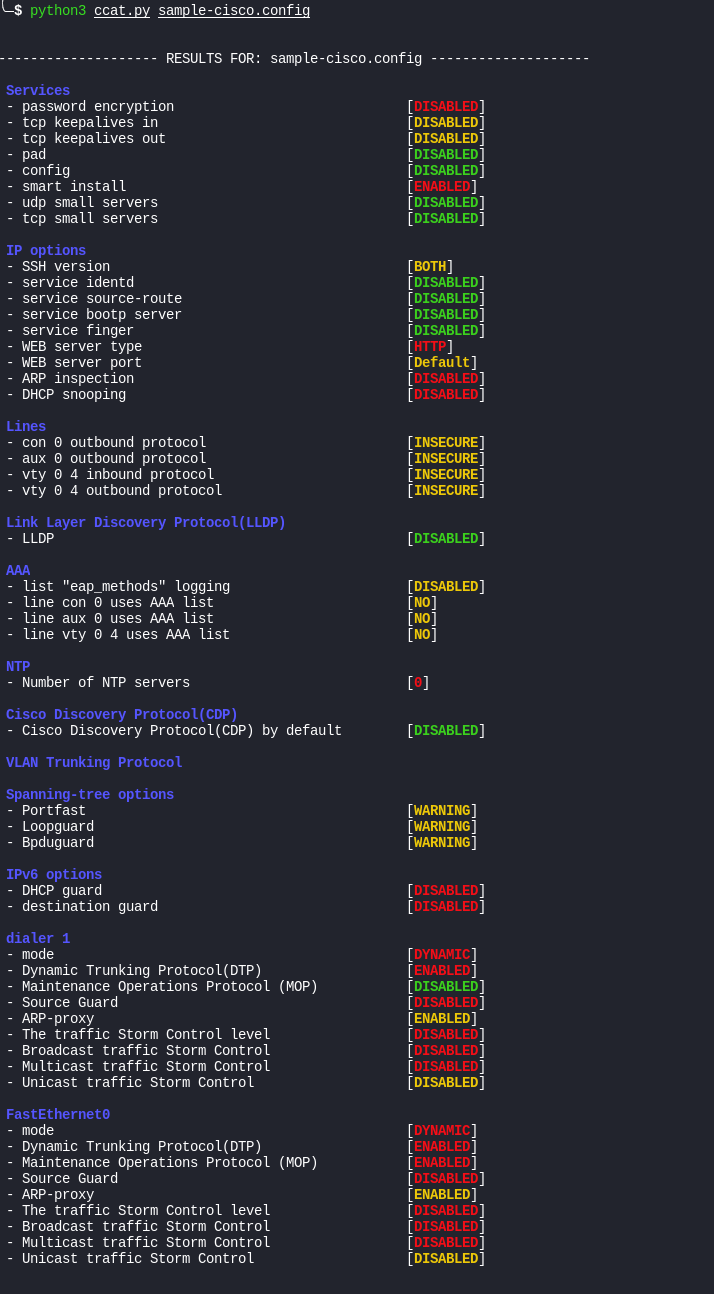 $ python3 ccat.py sample-cisco.config
-------------------- RESULTS FOR: sample-cisco.config --------------------
Services
- password encryption [DISABLED]
- tcp keepalives in [DISABLED]
- tcp keepalives out [DISABLED]
- pad [DISABLED]
- config [DISABLED]
- smart install [ENABLED]
- udp small servers [DISABLED]
- tcp small servers [DISABLED]
IP options
- SSH version [BOTH]
- service identd [DISABLED]
- service source-route [DISABLED]
- service bootp server [DISABLED]
- service finger [DISABLED]
- WEB server type [HTTP]
- WEB server port [Default]
- ARP inspection [DISABLED]
- DHCP snooping [DISABLED]
Lines
- con 0 outbound protocol [INSECURE]
- aux 0 outbound protocol [INSECURE]
- vty 0 4 inbound protocol [INSECURE]
- vty 0 4 outbound protocol [INSECURE]
Link Layer Discovery Protocol(LLDP)
- LLDP [DISABLED]
AAA
- list "eap_methods" logging [DISABLED]
- line con 0 uses AAA list [NO]
- line aux 0 uses AAA list [NO]
- line vty 0 4 uses AAA list [NO]
NTP
- Number of NTP servers [0]
Cisco Discovery Protocol(CDP)
- Cisco Discovery Protocol(CDP) by default [DISABLED]
VLAN Trunking Protocol
Spanning-tree options
- Portfast [WARNING]
- Loopguard [WARNING]
- Bpduguard [WARNING]
IPv6 options
- DHCP guard [DISABLED]
- destination guard [DISABLED]
dialer 1
- mode [DYNAMIC]
- Dynamic Trunking Protocol(DTP) [ENABLED]
- Maintenance Operations Protocol (MOP) [DISABLED]
- Source Guard [DISABLED]
- ARP-proxy [ENABLED]
- The traffic Storm Control level [DISABLED]
- Broadcast traffic Storm Control [DISABLED]
- Multicast traffic Storm Control [DISABLED]
- Unicast traffic Storm Control [DISABLED]
FastEthernet0
- mode [DYNAMIC]
- Dynamic Trunking Protocol(DTP) [ENABLED]
- Maintenance Operations Protocol (MOP) [ENABLED]
- Source Guard [DISABLED]
- ARP-proxy [ENABLED]
- The traffic Storm Control level [DISABLED]
- Broadcast traffic Storm Control [DISABLED]
- Multicast traffic Storm Control [DISABLED]
- Unicast traffic Storm Control [DISABLED]